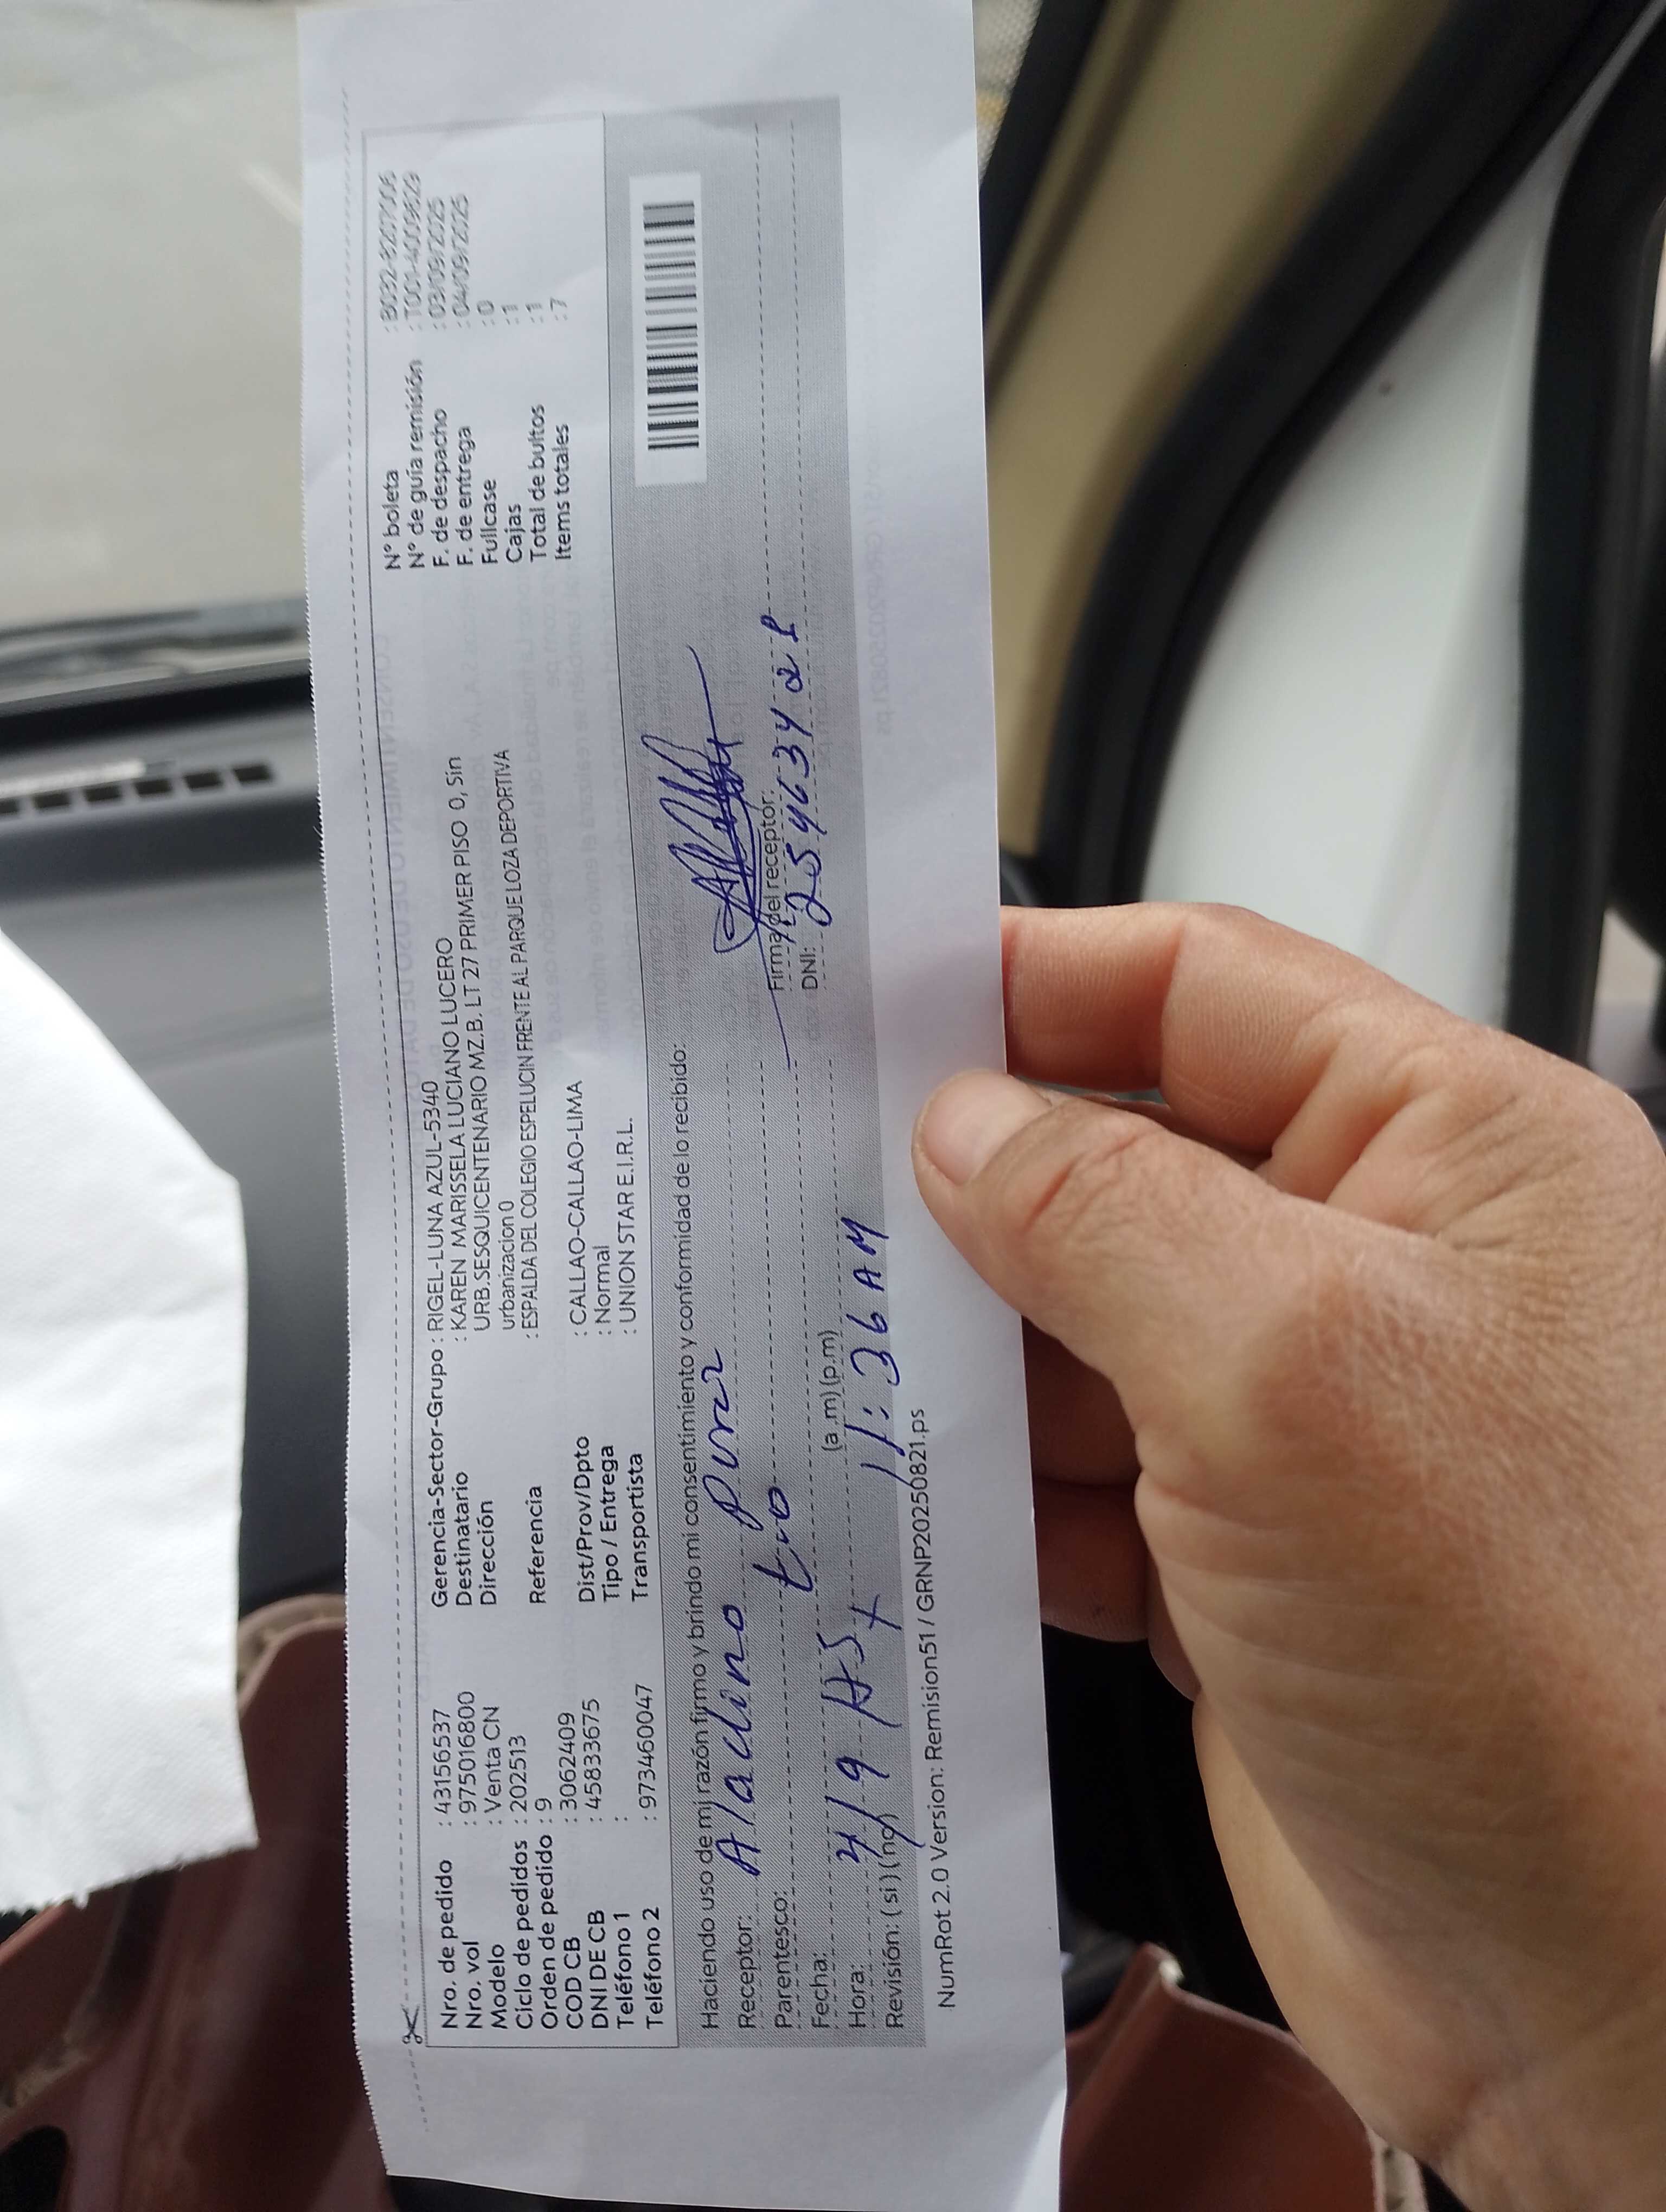 Nro. de pedido : 43156537
Nro. vol : 975016800
Modelo : Venta CN
Ciclo de pedidos : 202513
Orden de pedido : 9
COD CB : 3062409
DNI DE CB : 45833675
Teléfono 1 :
Teléfono 2 : 973460047
Gerencia-Sector-Grupo : RIGEL-LUNA AZUL-5340
Destinatario : KAREN MARISSELA LUCIANO LUCERO
Dirección URB.SESQUICENTENARIO MZ.B. LT 27 PRIMER PISO 0, Sin
urbanizacion 0
Referencia : ESPALDA DEL COLEGIO ESPELUCIN FRENTE AL PARQUE LOZA DEPORTIVA
Dist/Prov/Dpto : CALLAO-CALLAO-LIMA
Tipo / Entrega : Normal
Transportista : UNION STAR E.I.R.L.
N° boleta : B032-8207006
N° de guía remisión : T001-
F. de despacho : 03/09/2025
F. de entrega : 04/09/2025
Fullcase : 0
Cajas : 1
Total de bultos : 1
Items totales : 7
Haciendo uso de mi razón firmo y brindo mi consentimiento y conformidad de lo recibido:
Receptor:
Parentesco:
Fecha: 4/9
Hora: (a.m) (p.m) 11:36 AM
Revisión: (si) (no)
Firma del receptor:
DNI:
NumRot 2.0 Version: Remision51 / GRNP20250821.ps